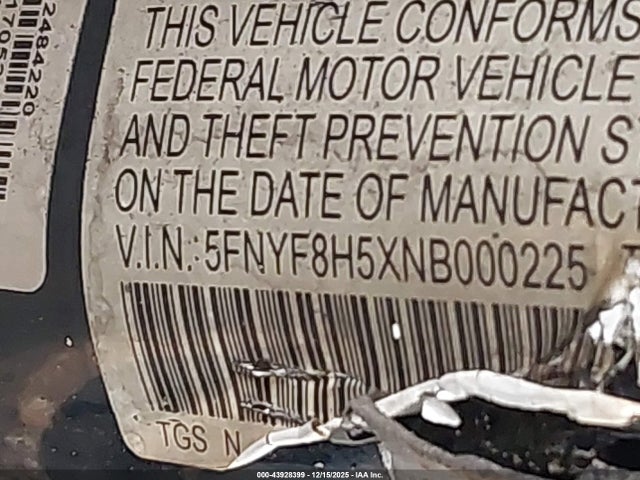 THIS VEHICLE CONFORMS
FEDERAL MOTOR VEHICLE
AND THEFT PREVENTION S
ON THE DATE OF MANUFACT
V.I.N.: 5FNYF8H5XNB000225 T
TGS N
2484220
000-43928399 - 12/15/2025 - IAA Inc.